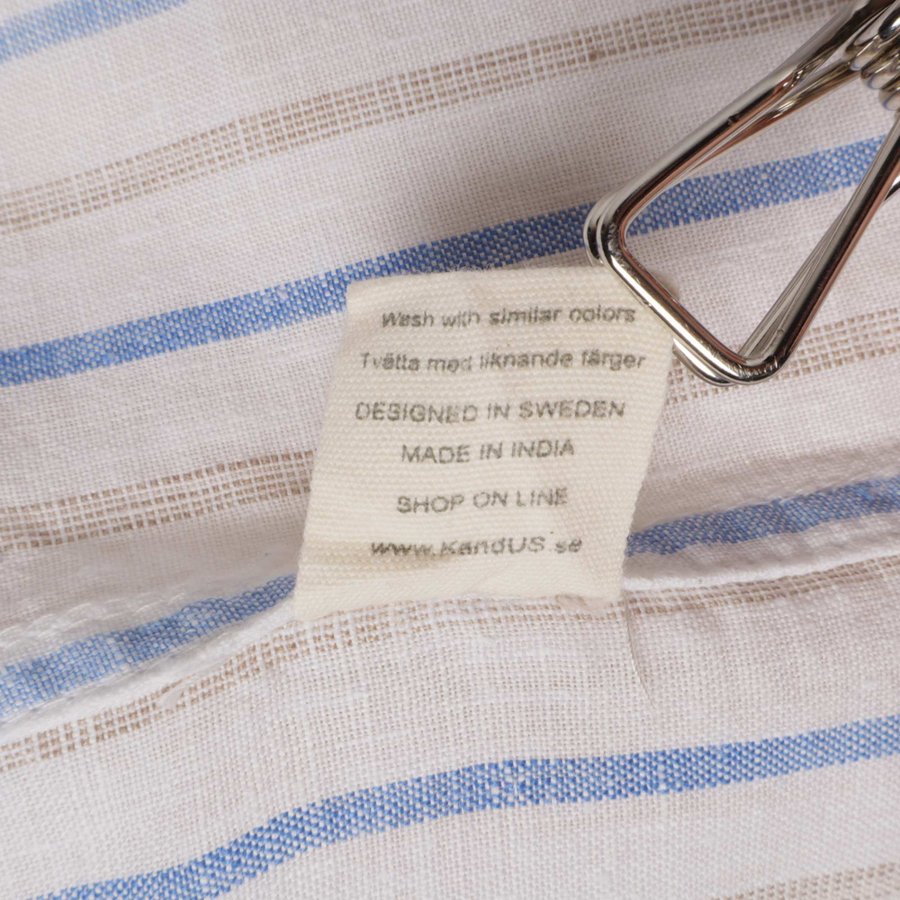 Wash with similar colors
Tvätta med liknande färger
DESIGNED IN SWEDEN
MADE IN INDIA
SHOP ON LINE
www.KandUS.se